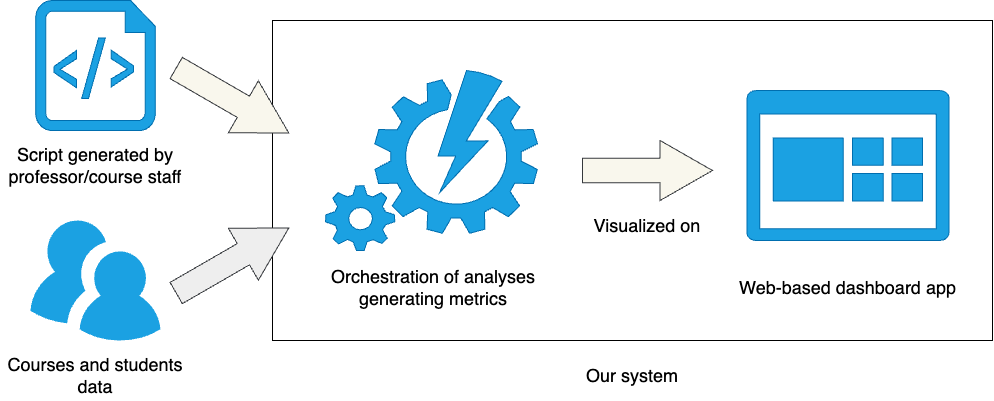 </>
Script generated by
professor/course staff
Courses and students
data
Orchestration of analyses
generating metrics
Visualized on
Web-based dashboard app
Our system